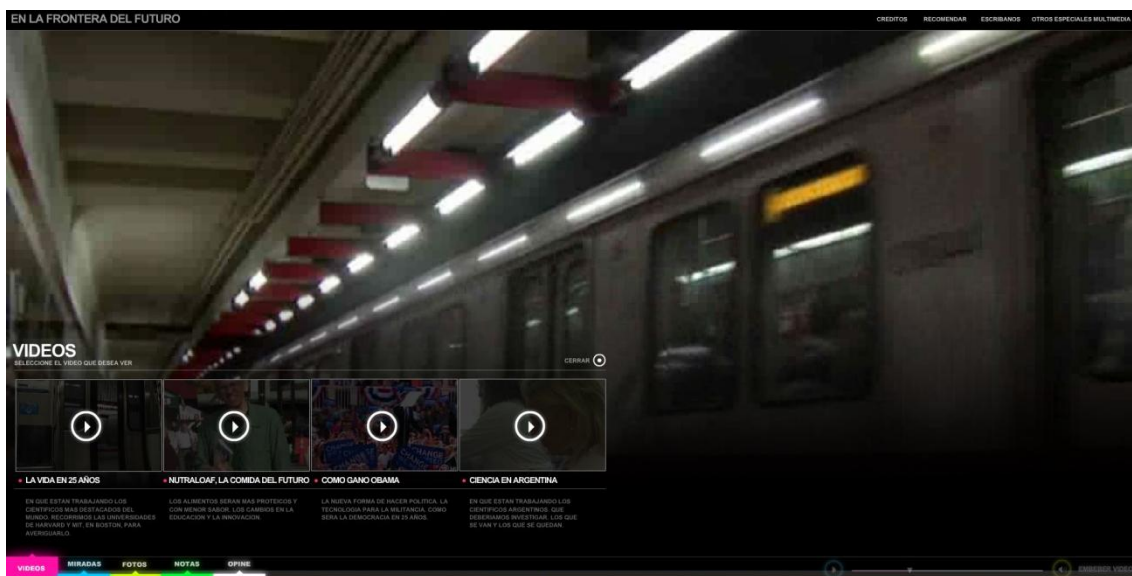 EN LA FRONTERA DEL FUTURO
CREDITOS RECOMENDAR ESCRIBANOS OTROS ESPECIALES MULTIMEDIA
VIDEOS
SELECCIONE EL VIDEO QUE DESEA VER
CERRAR
CHANGE
LA VIDA EN 25 AÑOS
EN QUE ESTAN TRABAJANDO LOS
CIENTIFICOS MAS DESTACADOS DEL
MUNDO. RECORRIMOS LAS UNIVERSIDADES
DE HARVARD Y MIT, EN BOSTON, PARA
AVERIGUARLO.
NUTRALOAF, LA COMIDA DEL FUTURO
LOS ALIMENTOS SERAN MAS PROTEICOS Y
CON MENOR SABOR. LOS CAMBIOS EN LA
EDUCACION Y LA INNOVACION.
COMO GANO OBAMA
LA NUEVA FORMA DE HACER POLITICA. LA
TECNOLOGIA PARA LA MILITANCIA. COMO
SERA LA DEMOCRACIA EN 25 AÑOS.
CIENCIA EN ARGENTINA
EN QUE ESTAN TRABAJANDO LOS
CIENTIFICOS ARGENTINOS. QUE
DEBERIAMOS INVESTIGAR. LOS QUE
SE VAN Y LOS QUE SE QUEDAN.
VIDEOS MIRADAS FOTOS NOTAS OPINE
EMBEBER VIDEO